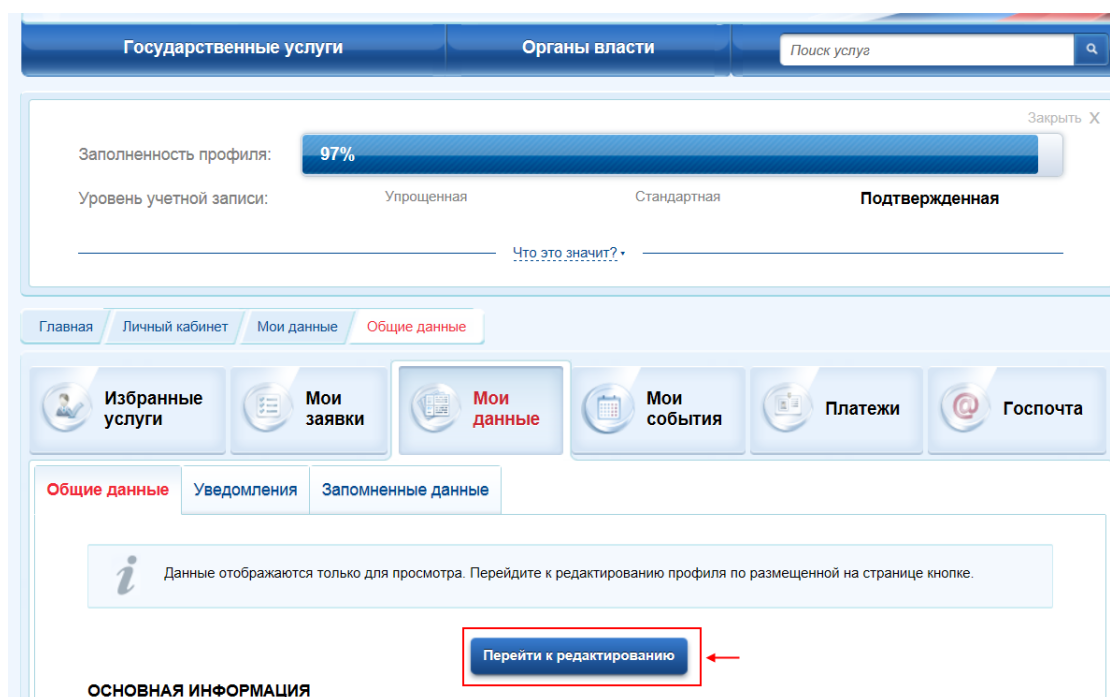 Государственные услуги
Органы власти
Поиск услуг
Закрыть X
Заполненность профиля:
97%
Уровень учетной записи:
Упрощенная
Стандартная
Подтвержденная
Что это значит?
Главная
Личный кабинет
Мои данные
Общие данные
Избранные
услуги
Мои
заявки
Мои
данные
Мои
события
Платежи
Госпочта
Общие данные
Уведомления
Запомненные данные
Данные отображаются только для просмотра. Перейдите к редактированию профиля по размещенной на странице кнопке.
Перейти к редактированию
ОСНОВНАЯ ИНФОРМАЦИЯ